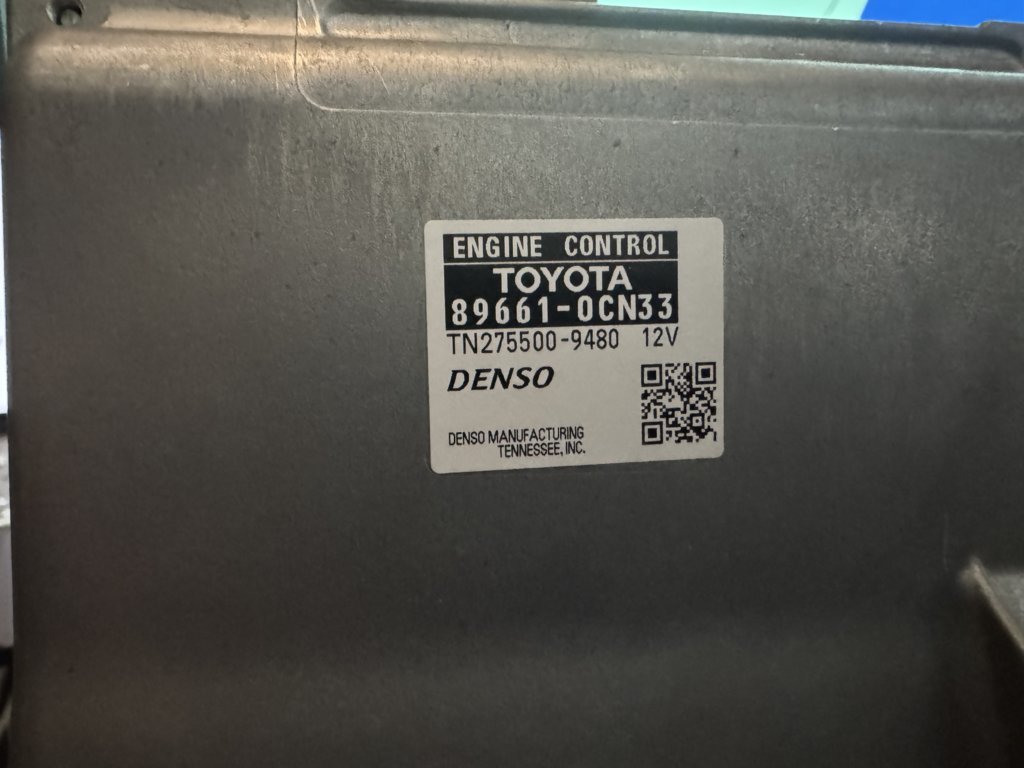 ENGINE CONTROL
TOYOTA
89661-0CN33
TN275500-9480 12V
DENSO
DENSO MANUFACTURING
TENNESSEE, INC.